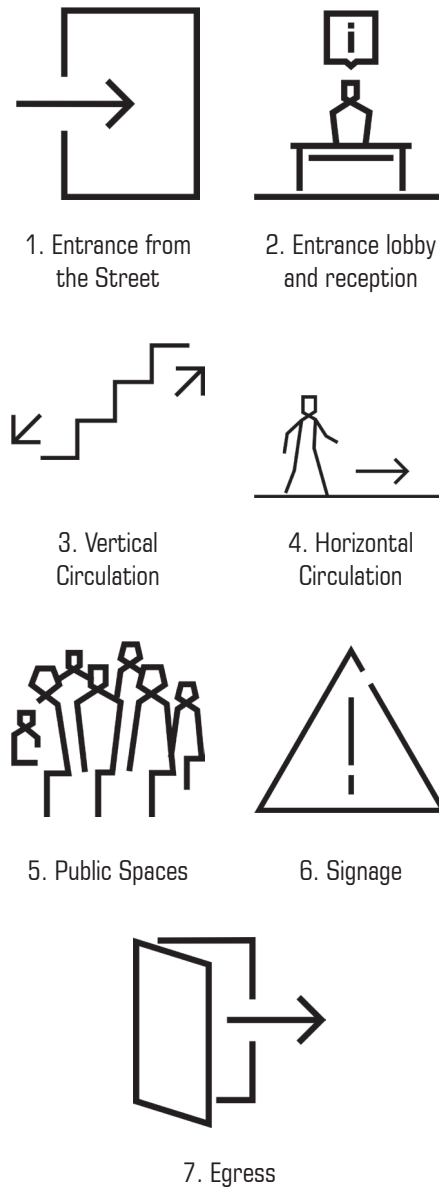 i
1. Entrance from
the Street
2. Entrance lobby
and reception
3. Vertical
Circulation
4. Horizontal
Circulation
5. Public Spaces
6. Signage
7. Egress